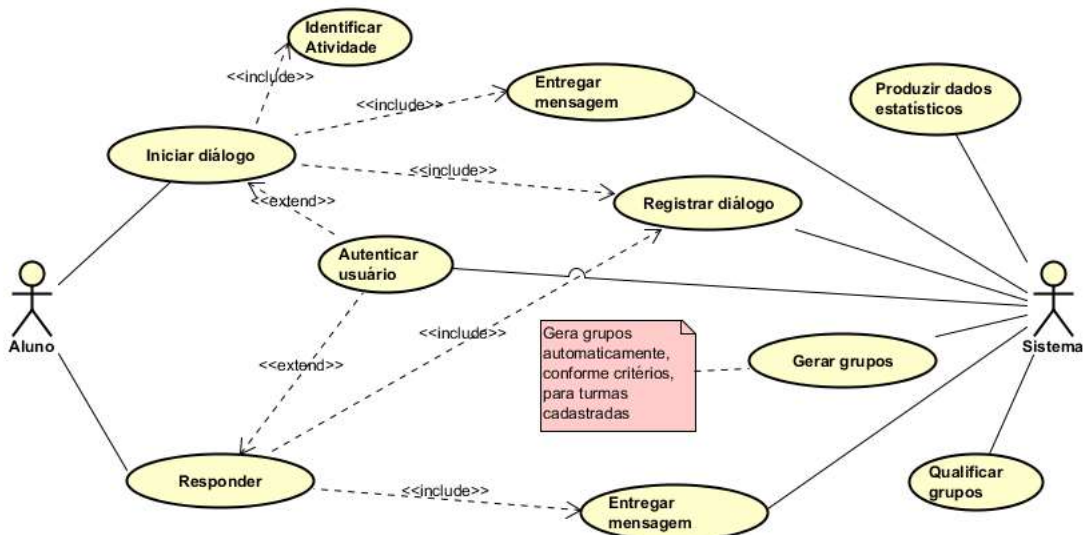 Identificar
Atividade
<<include>>
Entregar
mensagem
<<include>>
Produzir dados
estatísticos
Iniciar diálogo
<<include>>
Registrar diálogo
<<extend>>
Autenticar
usuário
Aluno
Sistema
<<include>>
Gera grupos
automaticamente,
conforme critérios,
para turmas
cadastradas
Gerar grupos
<<extend>>
Responder
<<include>>
Entregar
mensagem
Qualificar
grupos